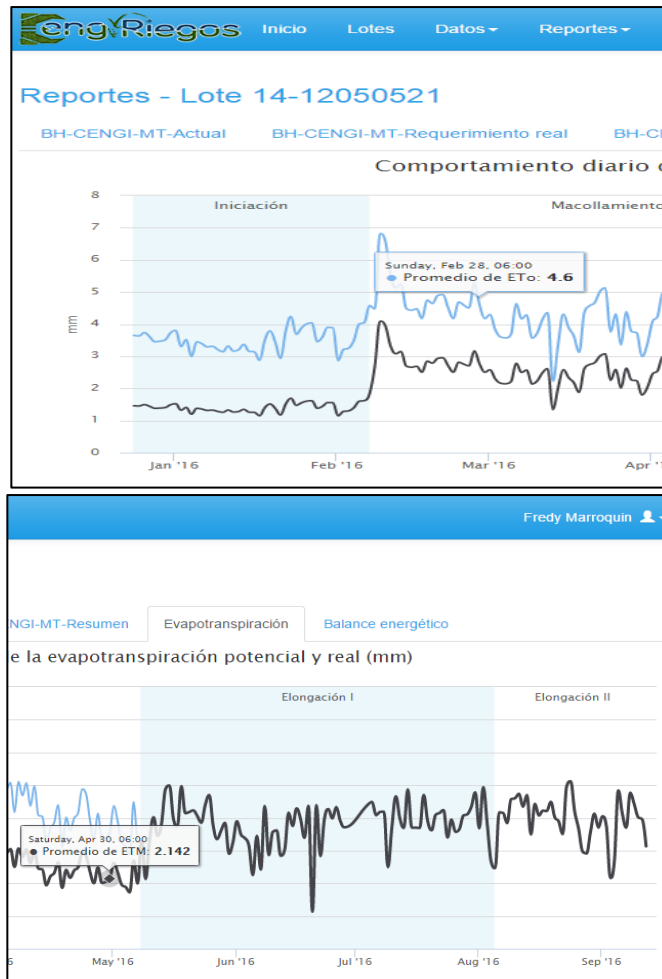 CengiRiegos Inicio Lotes Datos Reportes
Reportes - Lote 14-12050521
BH-CENGI-MT-Actual BH-CENGI-MT-Requerimiento real BH-CE
Comportamiento diario d
8
Iniciación Macollamiento
7
6
Sunday, Feb 28, 06:00
Promedio de ETo: 4.6
5
4
mm
3
2
1
0
Jan '16 Feb '16 Mar '16 Apr '
Fredy Marroquin
NGI-MT-Resumen Evapotranspiración Balance energético
e la evapotranspiración potencial y real (mm)
Elongación I Elongación II
Saturday, Apr 30, 06:00
Promedio de ETM: 2.142
6 May '16 Jun '16 Jul '16 Aug '16 Sep '16